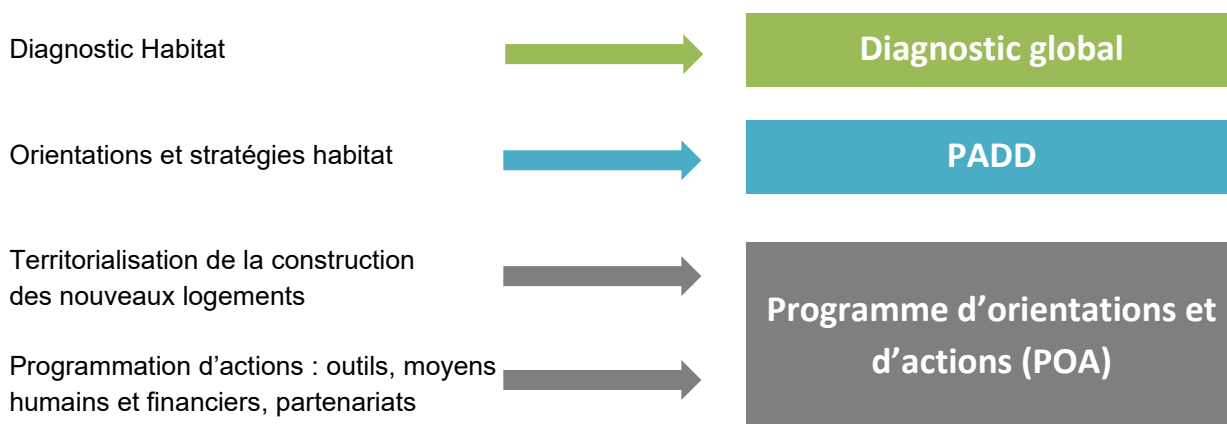 Diagnostic Habitat
Diagnostic global
Orientations et stratégies habitat
PADD
Territorialisation de la construction
des nouveaux logements
Programmation d'actions : outils, moyens
humains et financiers, partenariats
Programme d'orientations et
d'actions (POA)